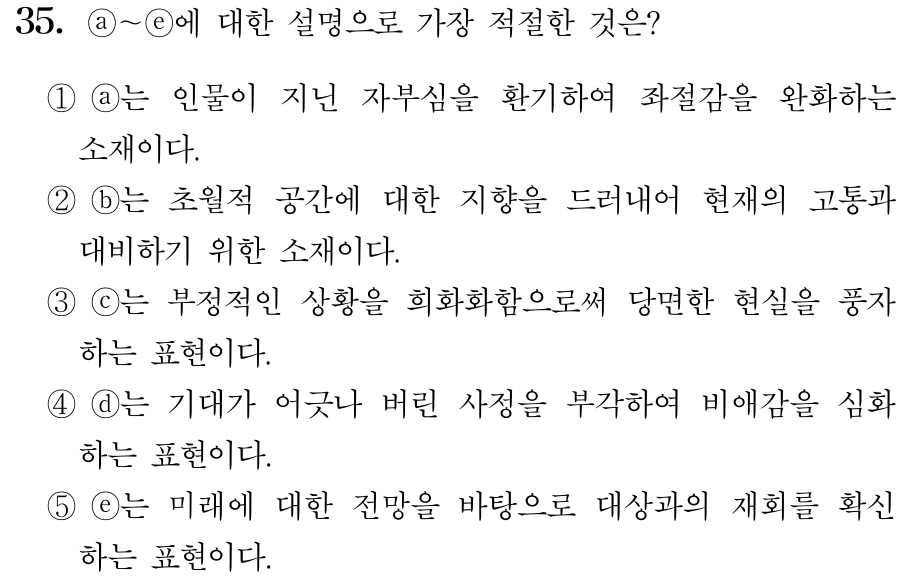 35. ⓐ~ⓔ에 대한 설명으로 가장 적절한 것은?
① ⓐ는 인물이 지닌 자부심을 환기하여 좌절감을 완화하는
소재이다.
② ⓑ는 초월적 공간에 대한 지향을 드러내어 현재의 고통과
대비하기 위한 소재이다.
③ ⓒ는 부정적인 상황을 희화화함으로써 당면한 현실을 풍자
하는 표현이다.
④ ⓓ는 기대가 어긋나 버린 사정을 부각하여 비애감을 심화
하는 표현이다.
⑤ ⓔ는 미래에 대한 전망을 바탕으로 대상과의 재회를 확신
하는 표현이다.